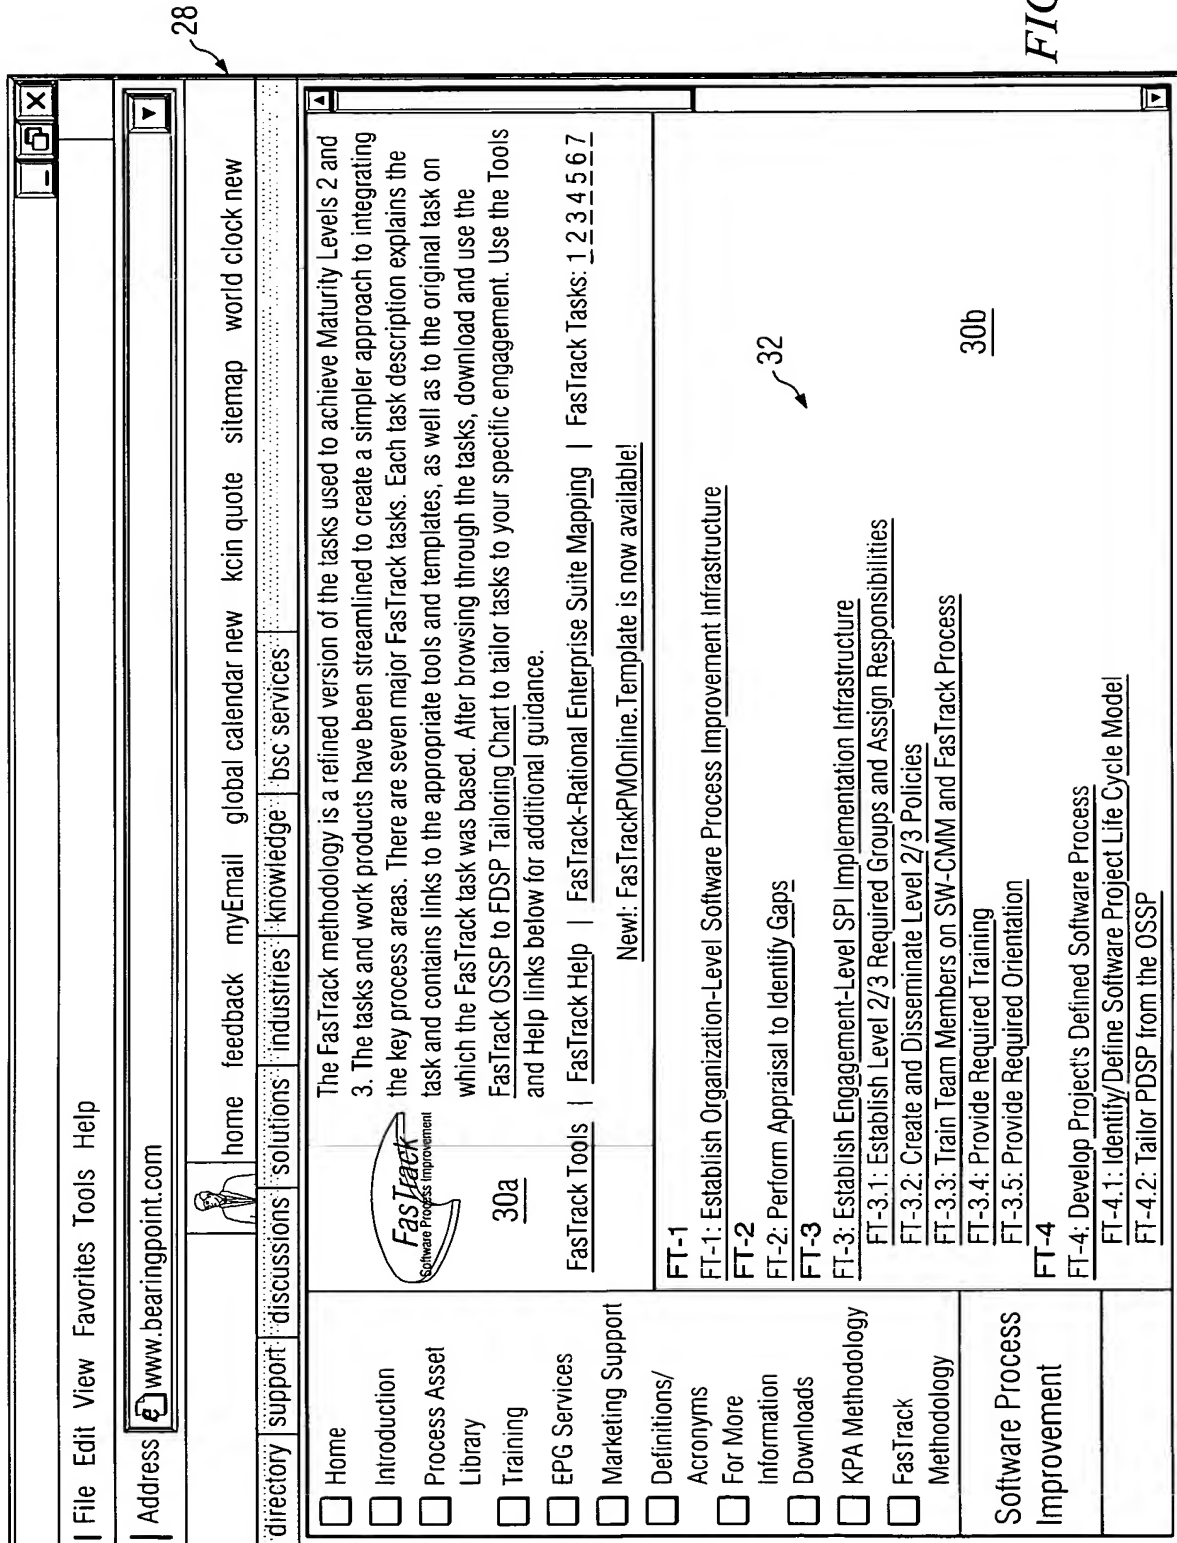 28
File Edit View Favorites Tools Help
Address www.bearingpoint.com
home feedback myEmail global calendar new kcin quote sitemap world clock new
directory support discussions solutions industries knowledge bsc services
Home
Introduction
Process Asset
Library
Training
EPG Services
Marketing Support
Definitions/
Acronyms
For More
Information
Downloads
KPA Methodology
FasTrack
Methodology
Software Process
Improvement
FasTrack
Software Process Improvement
30a
The FasTrack methodology is a refined version of the tasks used to achieve Maturity Levels 2 and
3. The tasks and work products have been streamlined to create a simpler approach to integrating
the key process areas. There are seven major FasTrack tasks. Each task description explains the
task and contains links to the appropriate tools and templates, as well as to the original task on
which the FasTrack task was based. After browsing through the tasks, download and use the
FasTrack OSSP to FDSP Tailoring Chart to tailor tasks to your specific engagement. Use the Tools
and Help links below for additional guidance.
FasTrack Tools | FasTrack Help | FasTrack-Rational Enterprise Suite Mapping | FasTrack Tasks: 1 2 3 4 5 6 7
New!: FasTrackPMOnline.Template is now available!
FT-1
FT-1: Establish Organization-Level Software Process Improvement Infrastructure
FT-2
FT-2: Perform Appraisal to Identify Gaps
FT-3
FT-3: Establish Engagement-Level SPI Implementation Infrastructure
FT-3.1: Establish Level 2/3 Required Groups and Assign Responsibilities
FT-3.2: Create and Disseminate Level 2/3 Policies
FT-3.3: Train Team Members on SW-CMM and FasTrack Process
FT-3.4: Provide Required Training
FT-3.5: Provide Required Orientation
FT-4
FT-4: Develop Project's Defined Software Process
FT-4.1: Identify/Define Software Project Life Cycle Model
FT-4.2: Tailor PDSP from the OSSP
32
30b
FIG